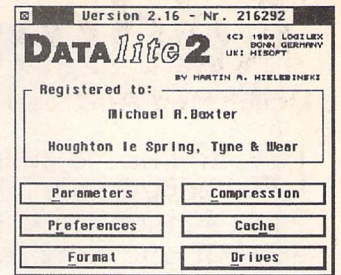 Version 2.16 - Nr. 216292
DATAlite2
(C) 1993 LOGILEX
BONN GERMANY
UK: HISOFT
BY MARTIN A. MIELEBINSKI
Registered to:
Michael A.Baxter
Houghton le Spring, Tyne & Wear
Parameters
Compression
Preferences
Cache
Format
Drives